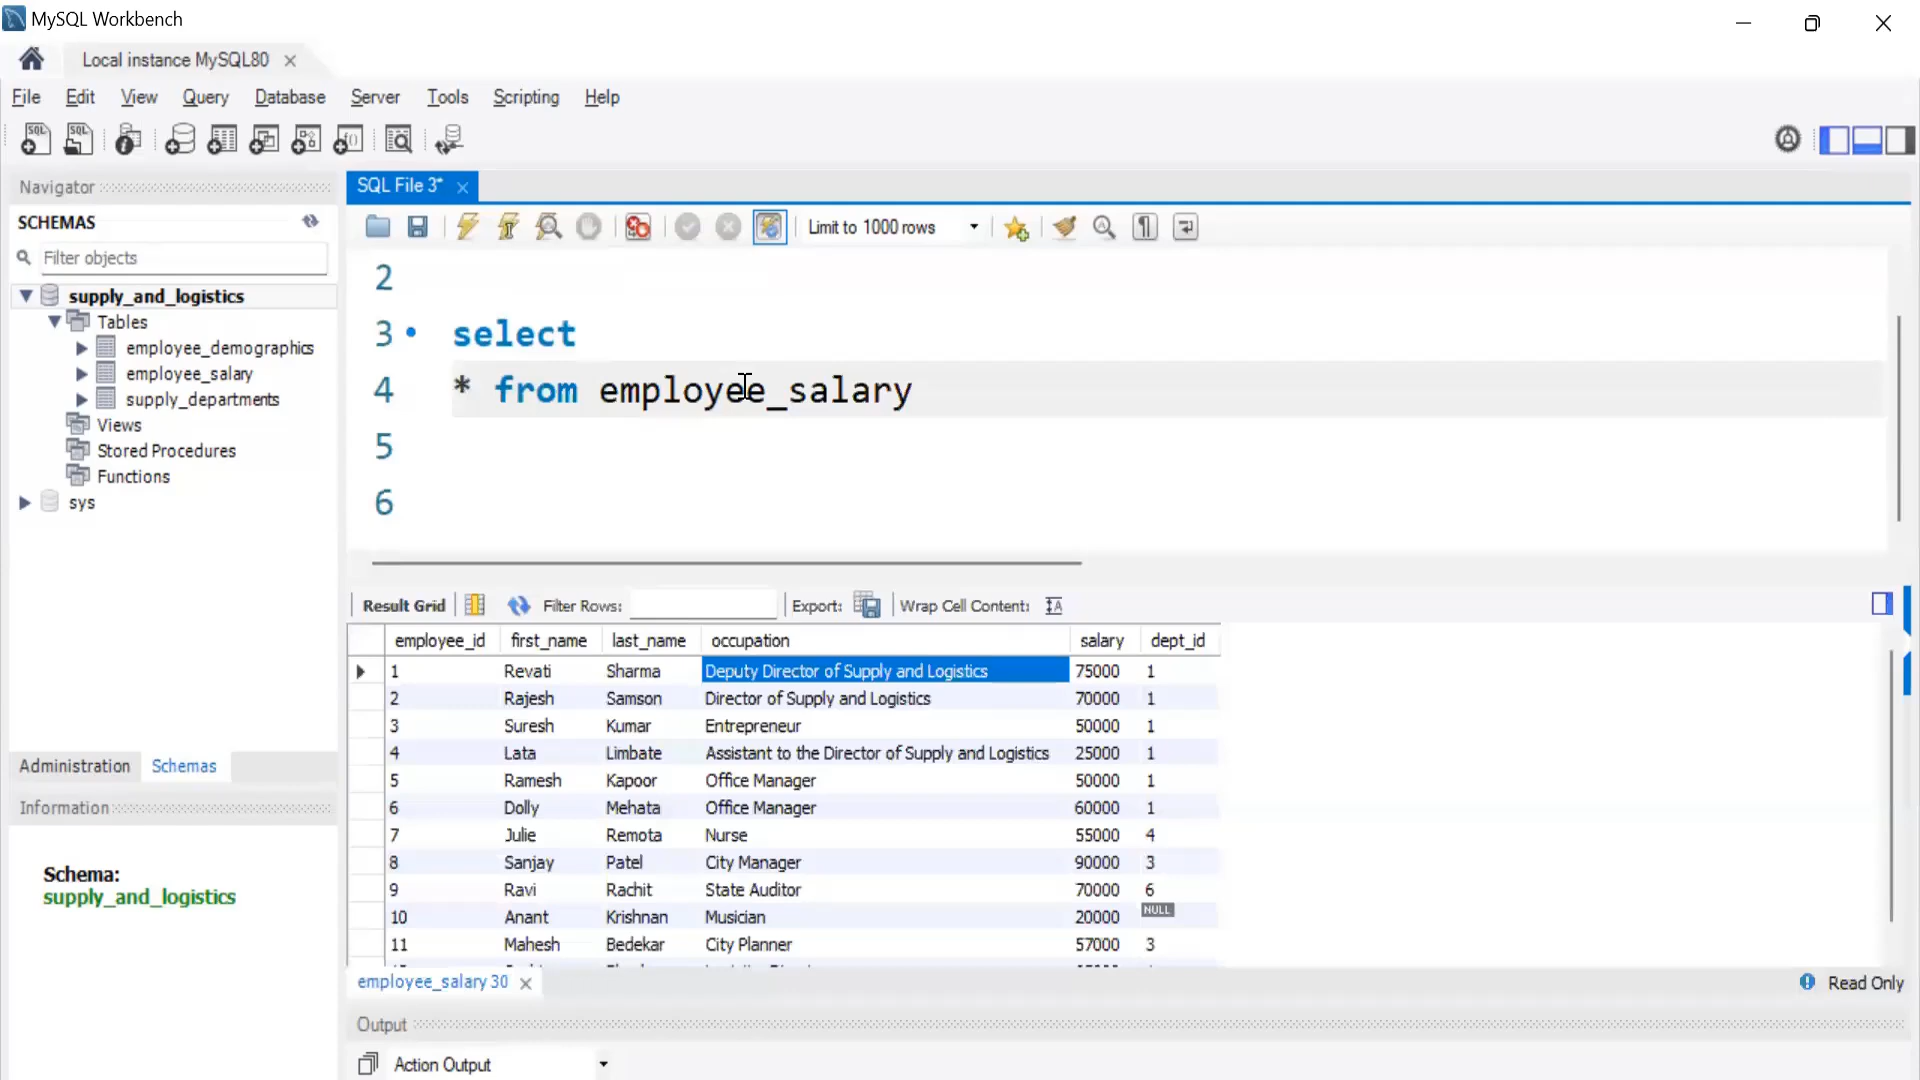 MySQL Workbench
Local instance MySQL80
File Edit View Query Database Server Tools Scripting Help
Navigator
SCHEMAS
Filter objects
supply_and_logistics
Tables
employee_demographics
employee_salary
supply_departments
Views
Stored Procedures
Functions
sys
Administration Schemas
Information
Schema:
supply_and_logistics
SQL File 3*
Limit to 1000 rows
2
3 select
4 * from employee_salary
5
6
Result Grid Filter Rows: Export: Wrap Cell Content:
employee_id first_name last_name occupation salary dept_id
1 Revati Sharma Deputy Director of Supply and Logistics 75000 1
2 Rajesh Samson Director of Supply and Logistics 70000 1
3 Suresh Kumar Entrepreneur 50000 1
4 Lata Limbate Assistant to the Director of Supply and Logistics 25000 1
5 Ramesh Kapoor Office Manager 50000 1
6 Dolly Mehata Office Manager 60000 1
7 Julie Remota Nurse 55000 4
8 Sanjay Patel City Manager 90000 3
9 Ravi Rachit State Auditor 70000 6
10 Anant Krishnan Musician 20000 NULL
11 Mahesh Bedekar City Planner 57000 3
employee_salary 30
Read Only
Output
Action Output